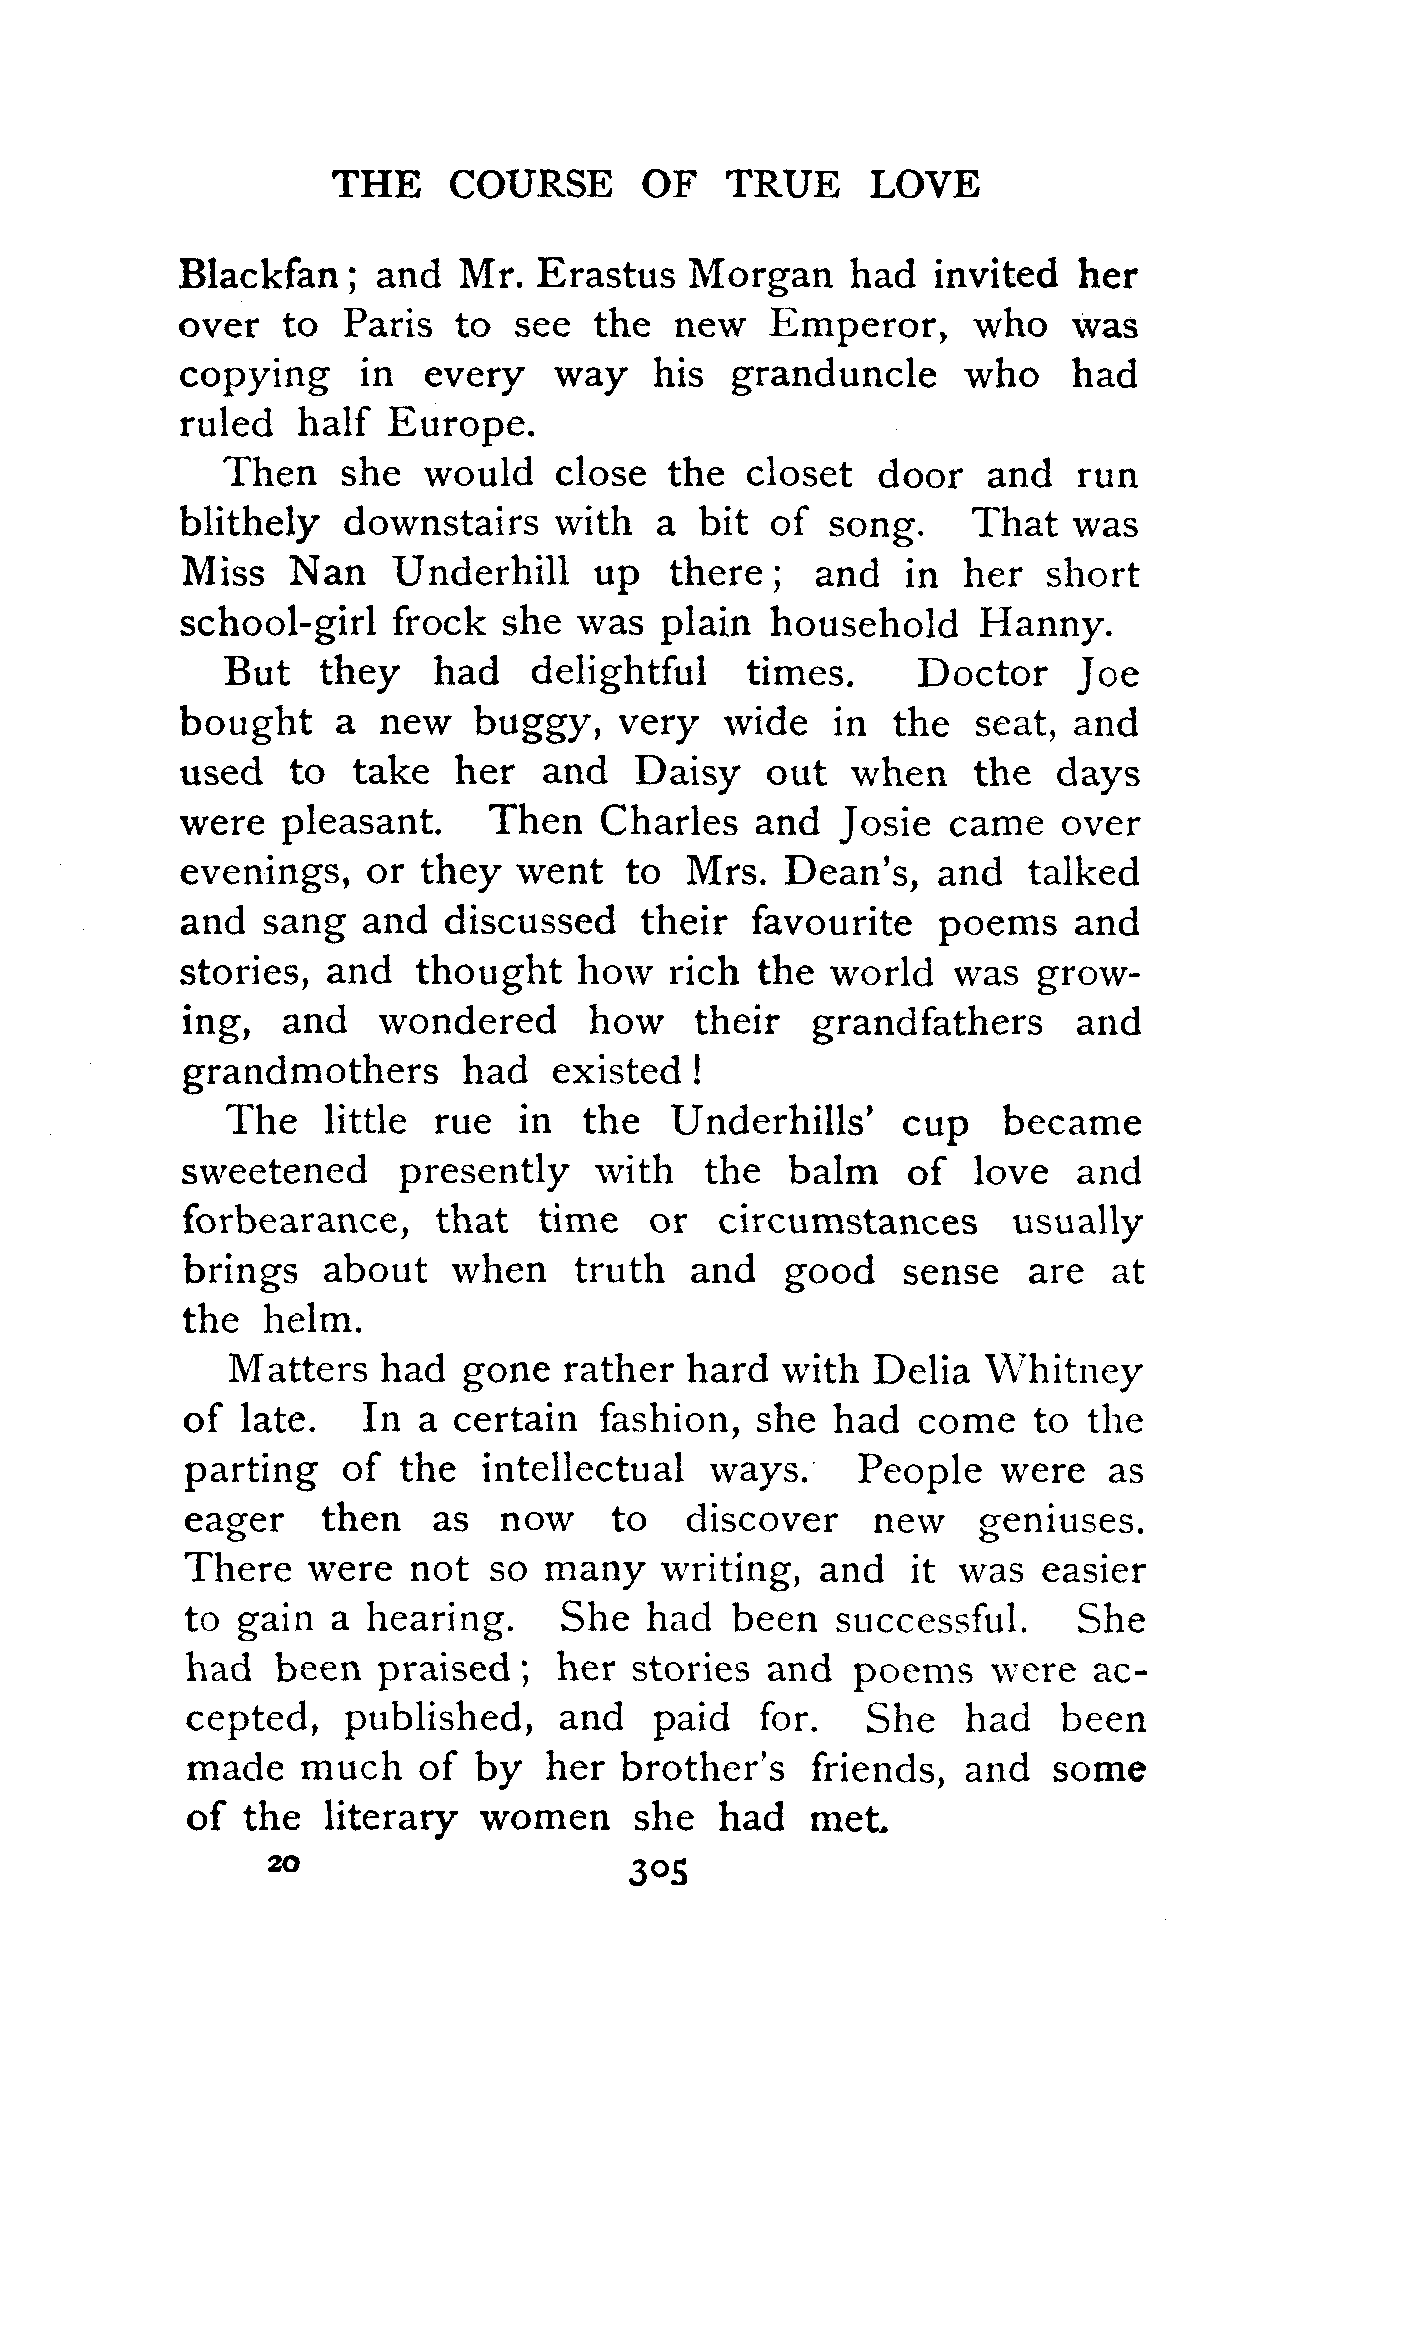 THE COURSE OF TRUE LOVE
Blackfan; and Mr. Erastus Morgan had invited her
over to Paris to see the new Emperor, who was
copying in every way his granduncle who had
ruled half Europe.
Then she would close the closet door and run
blithely downstairs with a bit of song. That was
Miss Nan Underhill up there; and in her short
school-girl frock she was plain household Hanny.
But they had delightful times. Doctor Joe
bought a new buggy, very wide in the seat, and
used to take her and Daisy out when the days
were pleasant. Then Charles and Josie came over
evenings, or they went to Mrs. Dean's, and talked
and sang and discussed their favourite poems and
stories, and thought how rich the world was grow-
ing, and wondered how their grandfathers and
grandmothers had existed!
The little rue in the Underhills' cup became
sweetened presently with the balm of love and
forbearance, that time or circumstances usually
brings about when truth and good sense are at
the helm.
Matters had gone rather hard with Delia Whitney
of late. In a certain fashion, she had come to the
parting of the intellectual ways. People were as
eager then as now to discover new geniuses.
There were not so many writing, and it was easier
to gain a hearing. She had been successful. She
had been praised; her stories and poems were ac-
cepted, published, and paid for. She had been
made much of by her brother's friends, and some
of the literary women she had met.
20 305